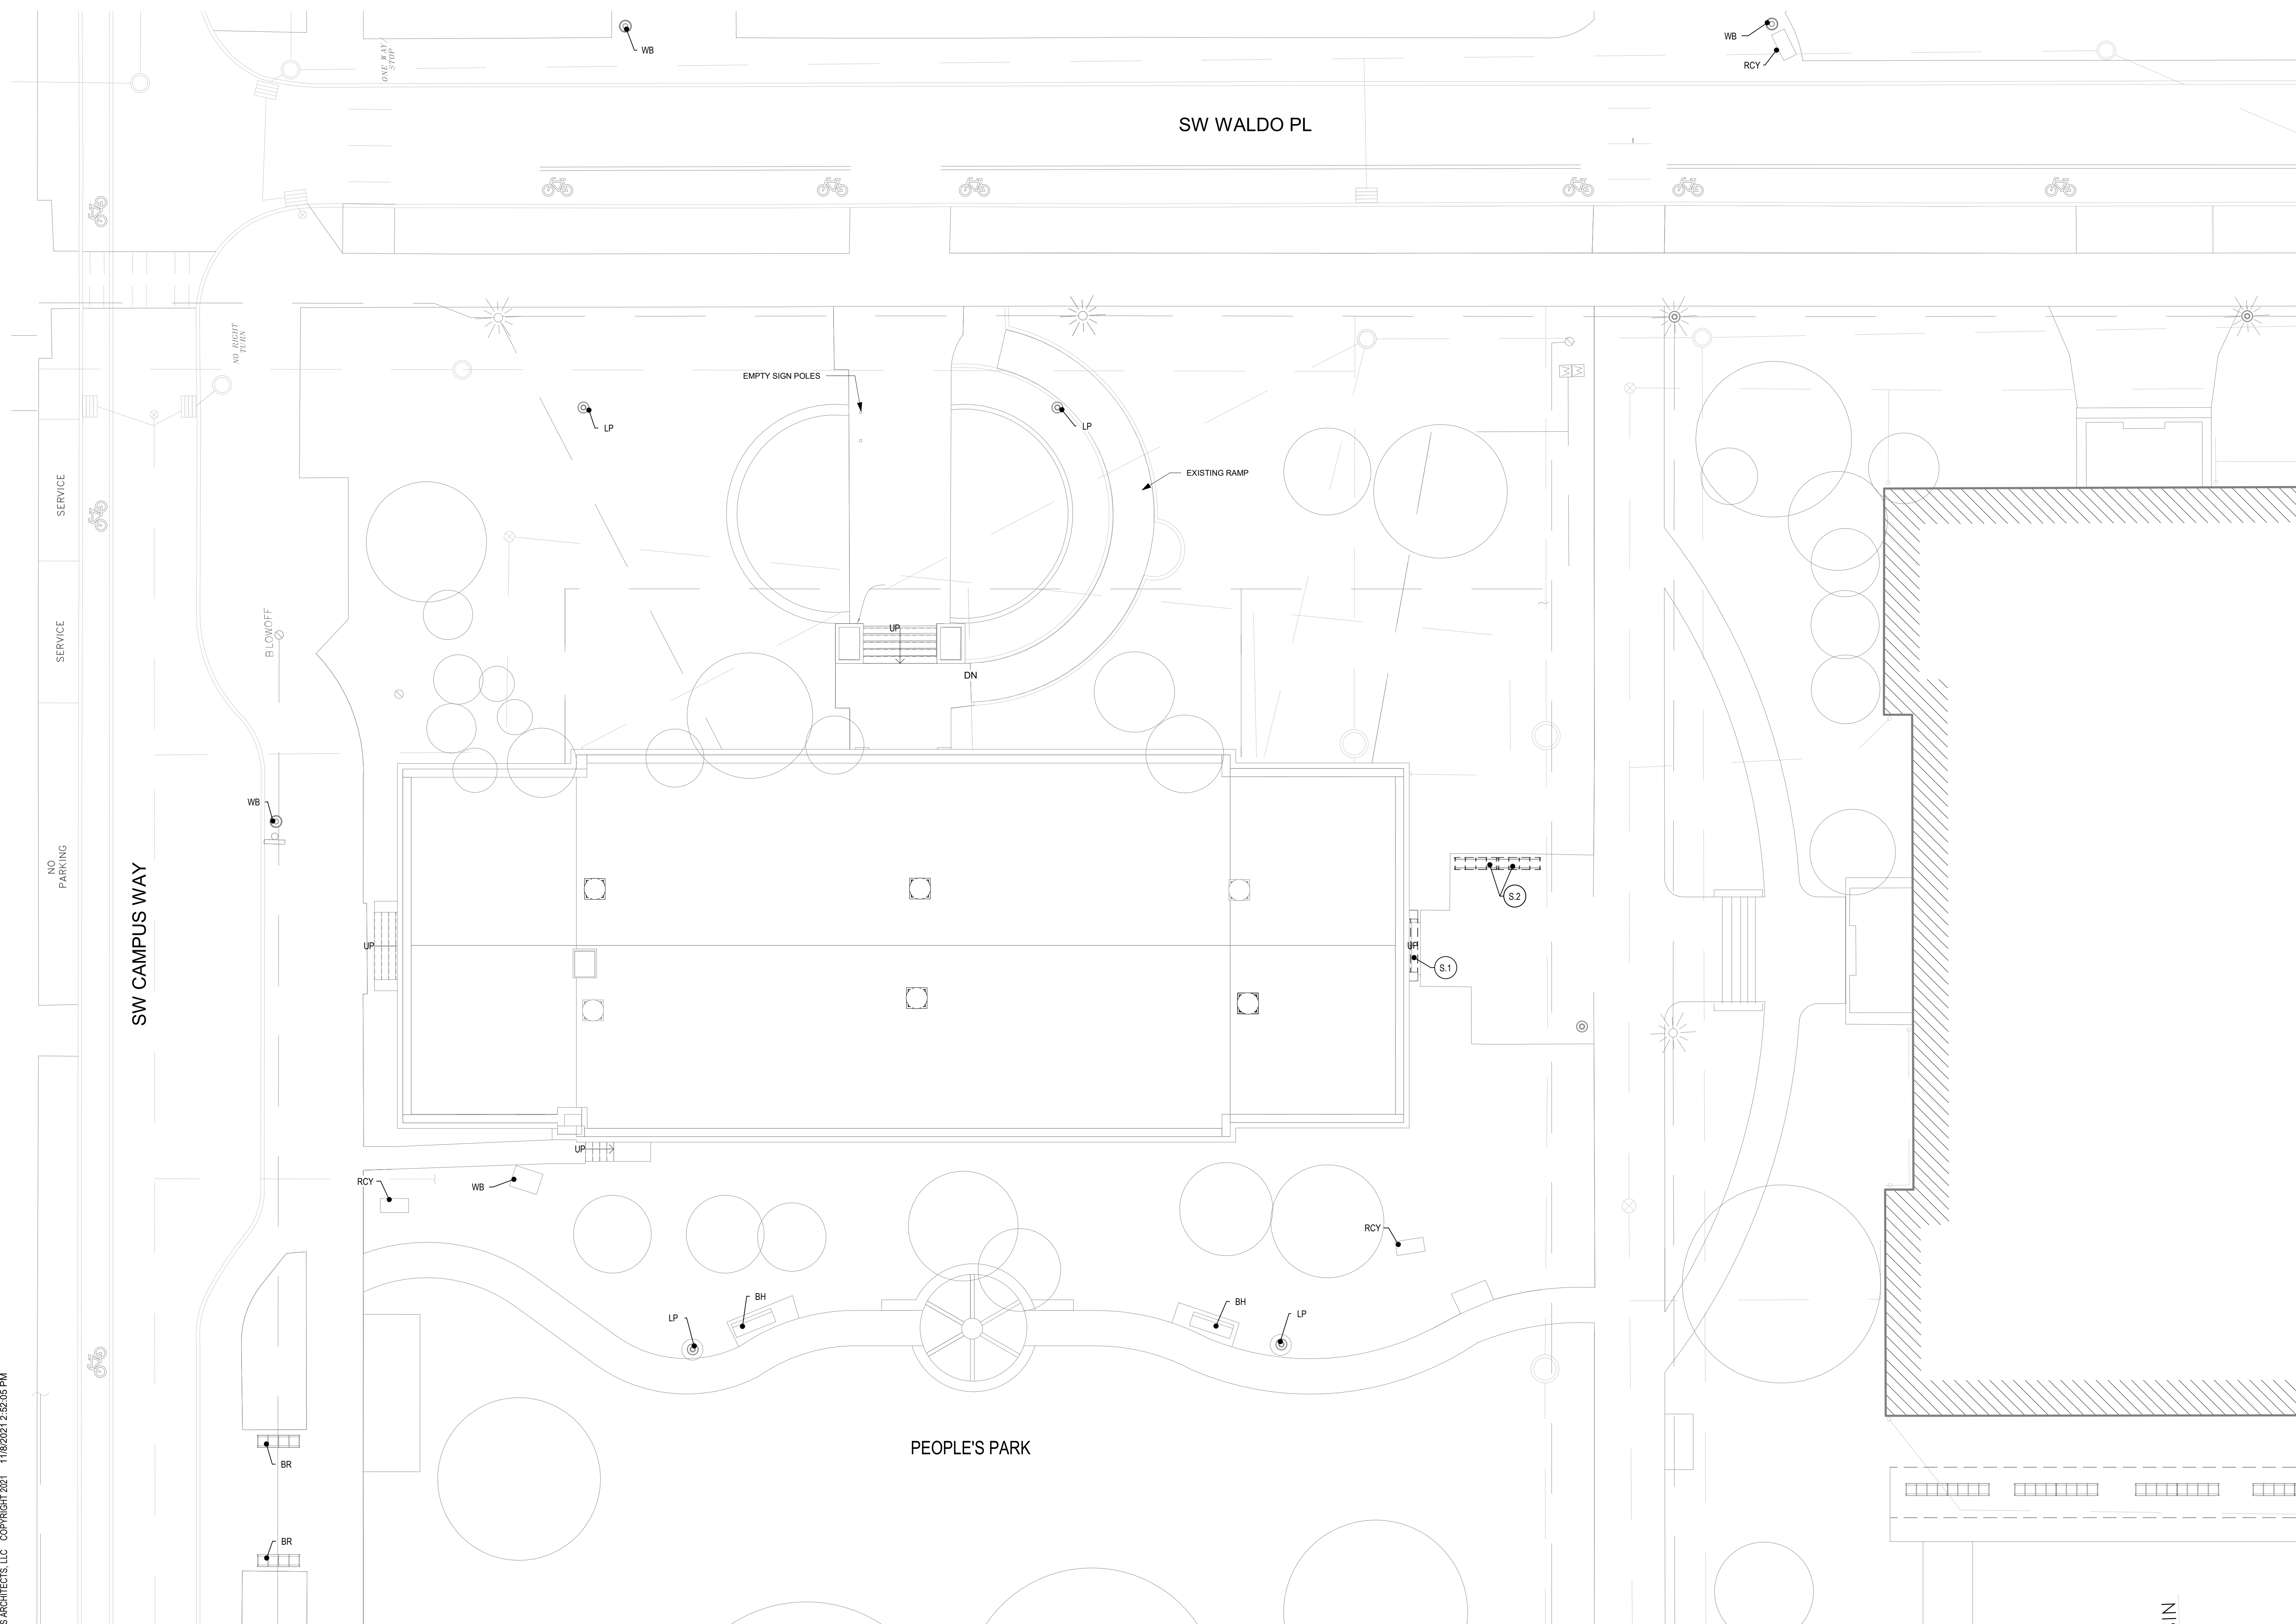 WB
WB
RCY
ONE WAY/
STOP
SW WALDO PL
NO RIGHT
TURN
EMPTY SIGN POLES
LP
LP
EXISTING RAMP
SERVICE
SERVICE
BLOWOFF
UP
DN
WB
NO
PARKING
SW CAMPUS WAY
S.2
UP
UP
S.1
UP
RCY
WB
RCY
BH
BH
LP
LP
PEOPLE'S PARK
BR
BR
S ARCHITECTS, LLC COPYRIGHT 2021 11/8/2021 2:52:05 PM